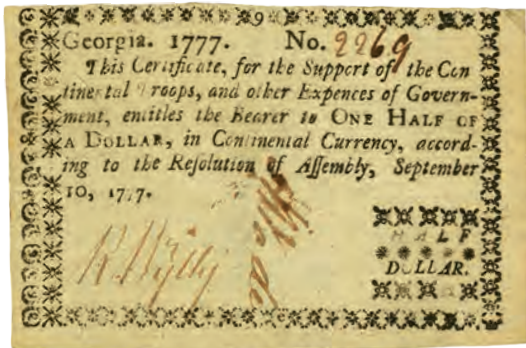 Georgia. 1777. No. 2269
This Certificate, for the Support of the Con
tinental Troops, and other Expences of Govern-
ment, entitles the Bearer to ONE HALF OF
A DOLLAR, in Continental Currency, accord-
ing to the Resolution of Assembly, September
10, 1777.
HALF
DOLLAR.
R. Wylly